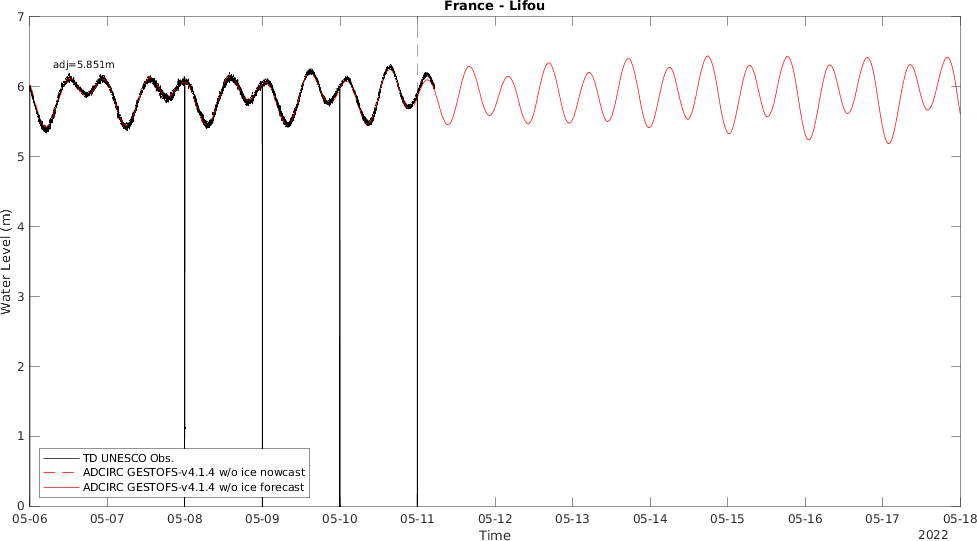 France - Lifou
7
adj=5.851m
6
5
4
3
2
1
0
Water Level (m)
TD UNESCO Obs.
ADCIRC GESTOFS-v4.1.4 w/o ice nowcast
ADCIRC GESTOFS-v4.1.4 w/o ice forecast
05-06 05-07 05-08 05-09 05-10 05-11 05-12 05-13 05-14 05-15 05-16 05-17 05-18
Time
2022